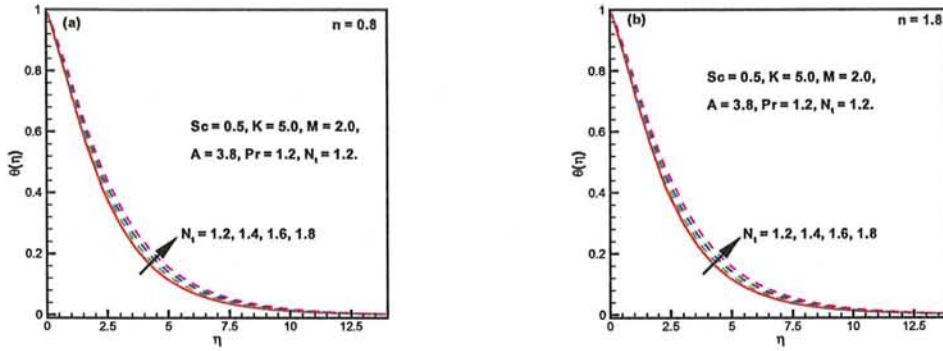 (a)
n = 0.8
1
0.8
0.6
0.4
0.2
0
θ(η)
Sc = 0.5, K = 5.0, M = 2.0,
A = 3.8, Pr = 1.2, Nt = 1.2.
Nt = 1.2, 1.4, 1.6, 1.8
0 2.5 5 7.5 10 12.5
η
(b)
n = 1.8
1
0.8
0.6
0.4
0.2
0
θ(η)
Sc = 0.5, K = 5.0, M = 2.0,
A = 3.8, Pr = 1.2, Nt = 1.2.
Nt = 1.2, 1.4, 1.6, 1.8
0 2.5 5 7.5 10 12.5
η